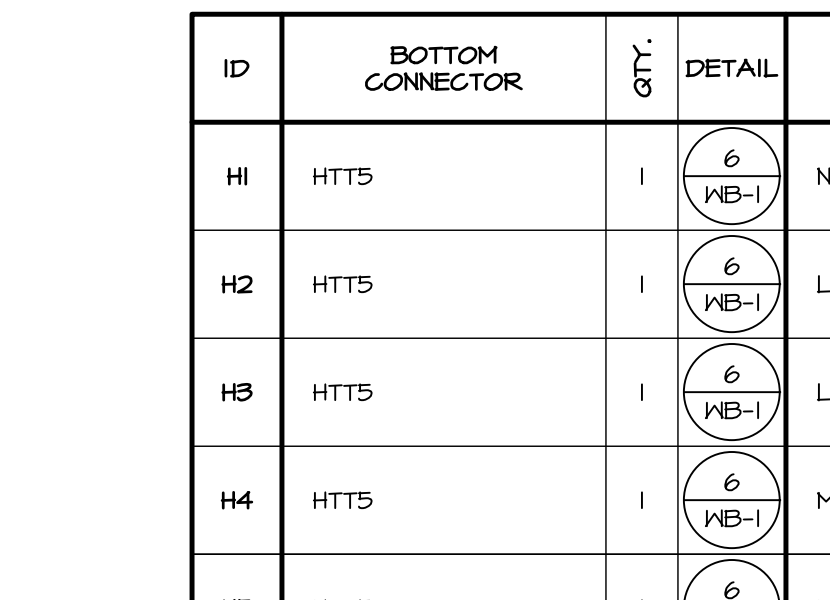 ID
BOTTOM
CONNECTOR
QTY.
DETAIL
H1
HTT5
1
6
WB-1
H2
HTT5
1
6
WB-1
L
H3
HTT5
1
6
WB-1
L
H4
HTT5
1
6
WB-1
6